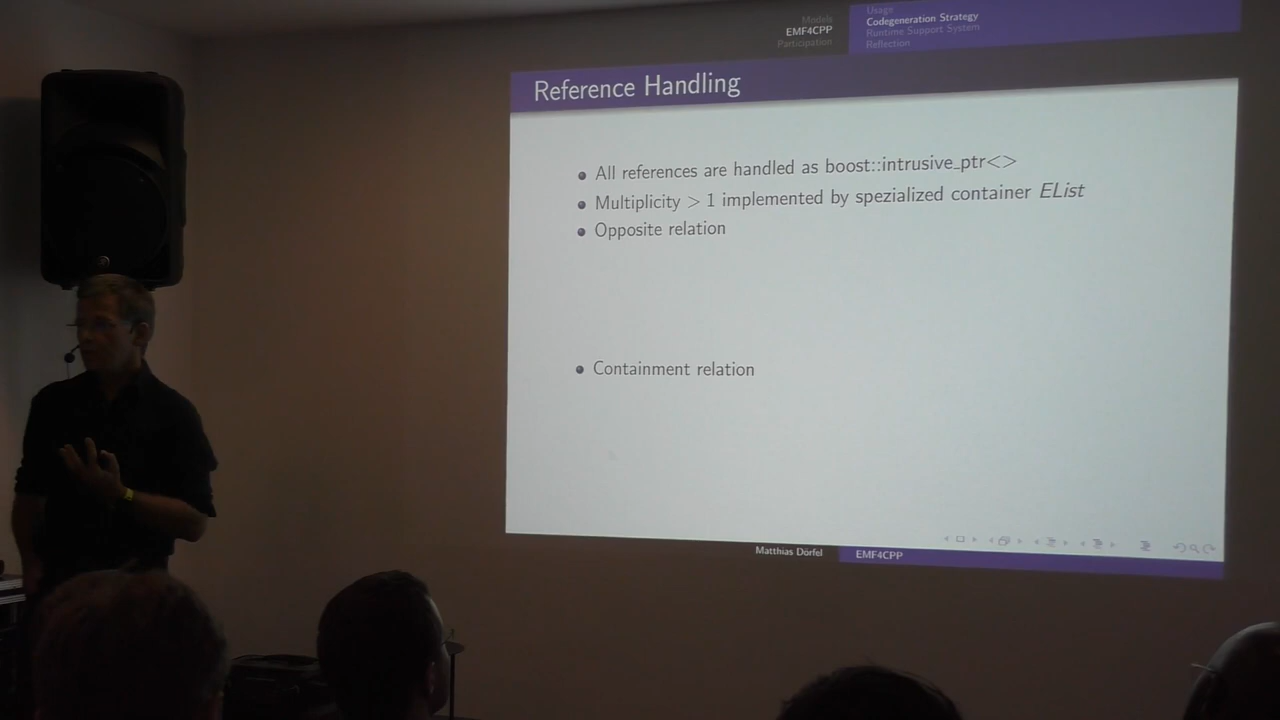 Models
EMF4CPP
Participation
Usage
Codegeneration Strategy
Runtime Support System
Reflection
Reference Handling
All references are handled as boost::intrusive_ptr<>
Multiplicity > 1 implemented by spezialized container EList
Opposite relation
Containment relation
Matthias Dörfel
EMF4CPP